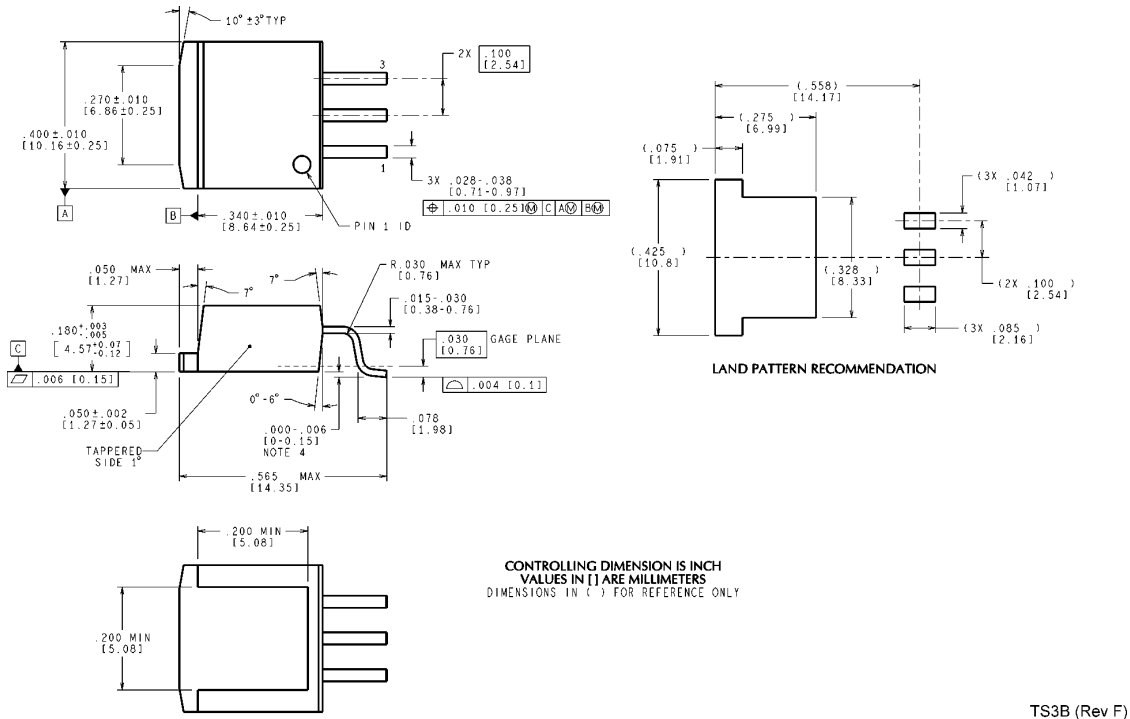 10° ±3° TYP
2X .100
[2.54]
3
.270±.010
[6.86±0.25]
.400±.010
[10.16±0.25]
1
3X .028-.038
[0.71-0.97]
⌖ .010 [0.25]Ⓜ C AⓂ BⓂ
A
B
.340±.010
[8.64±0.25]
PIN 1 ID
(.558 )
[14.17]
(.275 )
[6.99]
(.075 )
[1.91]
(3X .042 )
[1.07]
(.425 )
[10.8]
(.328 )
[8.33]
(2X .100 )
[2.54]
(3X .085 )
[2.16]
LAND PATTERN RECOMMENDATION
.050 MAX
[1.27]
7°
7°
R.030 MAX TYP
[0.76]
.015-.030
[0.38-0.76]
.180 +.003 -.005
[ 4.57 +0.07 -0.12 ]
.030
[0.76]
GAGE PLANE
C
⏥ .006 [0.15]
⌓ .004 [0.1]
.050±.002
[1.27±0.05]
0°-6°
.000-.006
[0-0.15]
NOTE 4
.078
[1.98]
TAPPERED
SIDE 1°
.565 MAX
[14.35]
.200 MIN
[5.08]
.200 MIN
[5.08]
CONTROLLING DIMENSION IS INCH
VALUES IN [ ] ARE MILLIMETERS
DIMENSIONS IN ( ) FOR REFERENCE ONLY
TS3B (Rev F)